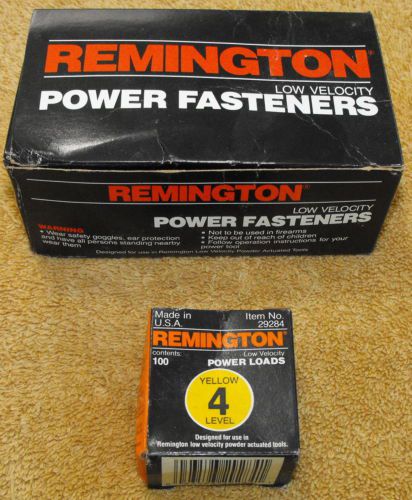 REMINGTON®
LOW VELOCITY
POWER FASTENERS
REMINGTON®
LOW VELOCITY
POWER FASTENERS
WARNING
• Wear safety goggles, ear protection
and have all persons standing nearby
wear them
• Not to be used in firearms
• Keep out of reach of children
• Follow operation instructions for your
power tool
Designed for use in Remington Low Velocity Powder Actuated Tools
Made in
U.S.A.
Item No.
29284
REMINGTON®
contents:
100
Low Velocity
POWER LOADS
YELLOW
4
LEVEL
Designed for use in
Remington low velocity powder actuated tools.